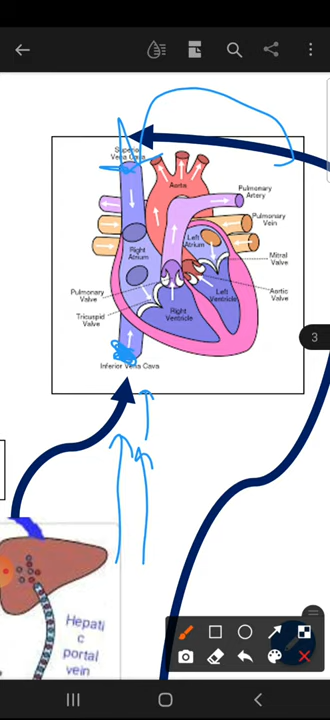 Superior
Vena Cava
Aorta
Pulmonary
Artery
Pulmonary
Vein
Left
Atrium
Mitral
Valve
Right
Atrium
Pulmonary
Valve
Tricuspid
Valve
Aortic
Valve
Left
Ventricle
Right
Ventricle
Inferior Vena Cava
3
Hepati
c
portal
vein